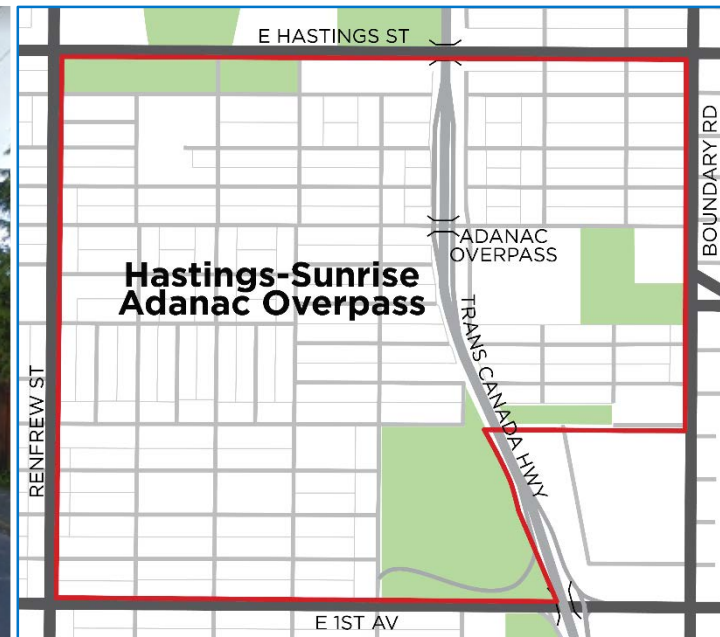 E HASTINGS ST
BOUNDARY RD
ADANAC
OVERPASS
Hastings-Sunrise
Adanac Overpass
TRANS CANADA HWY
RENFREW ST
E 1ST AV